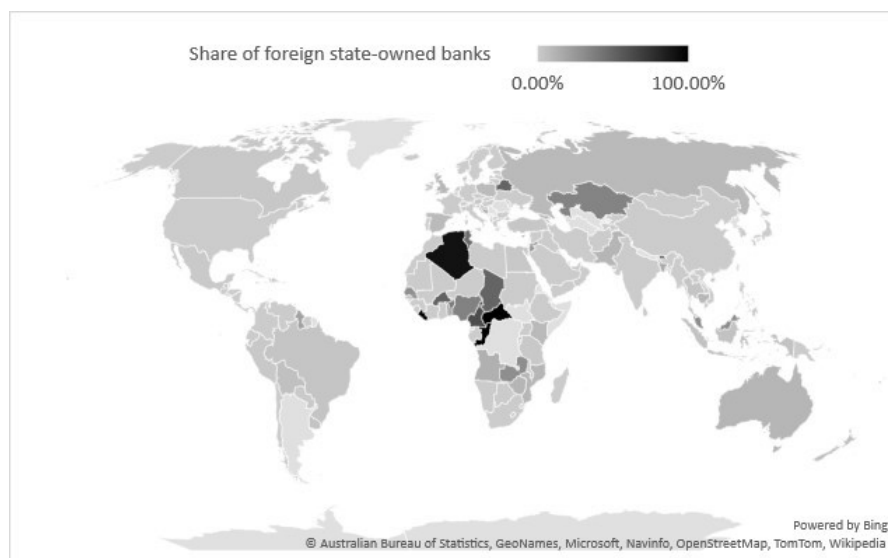 Share of foreign state-owned banks
0.00% 100.00%
Powered by Bing
© Australian Bureau of Statistics, GeoNames, Microsoft, Navinfo, OpenStreetMap, TomTom, Wikipedia